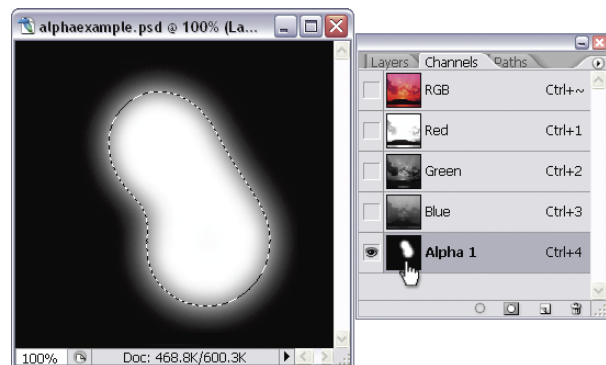 alphaexample.psd @ 100% (La...
100%
Doc: 468.8K/600.3K
Layers
Channels
Paths
RGB Ctrl+~
Red Ctrl+1
Green Ctrl+2
Blue Ctrl+3
Alpha 1 Ctrl+4